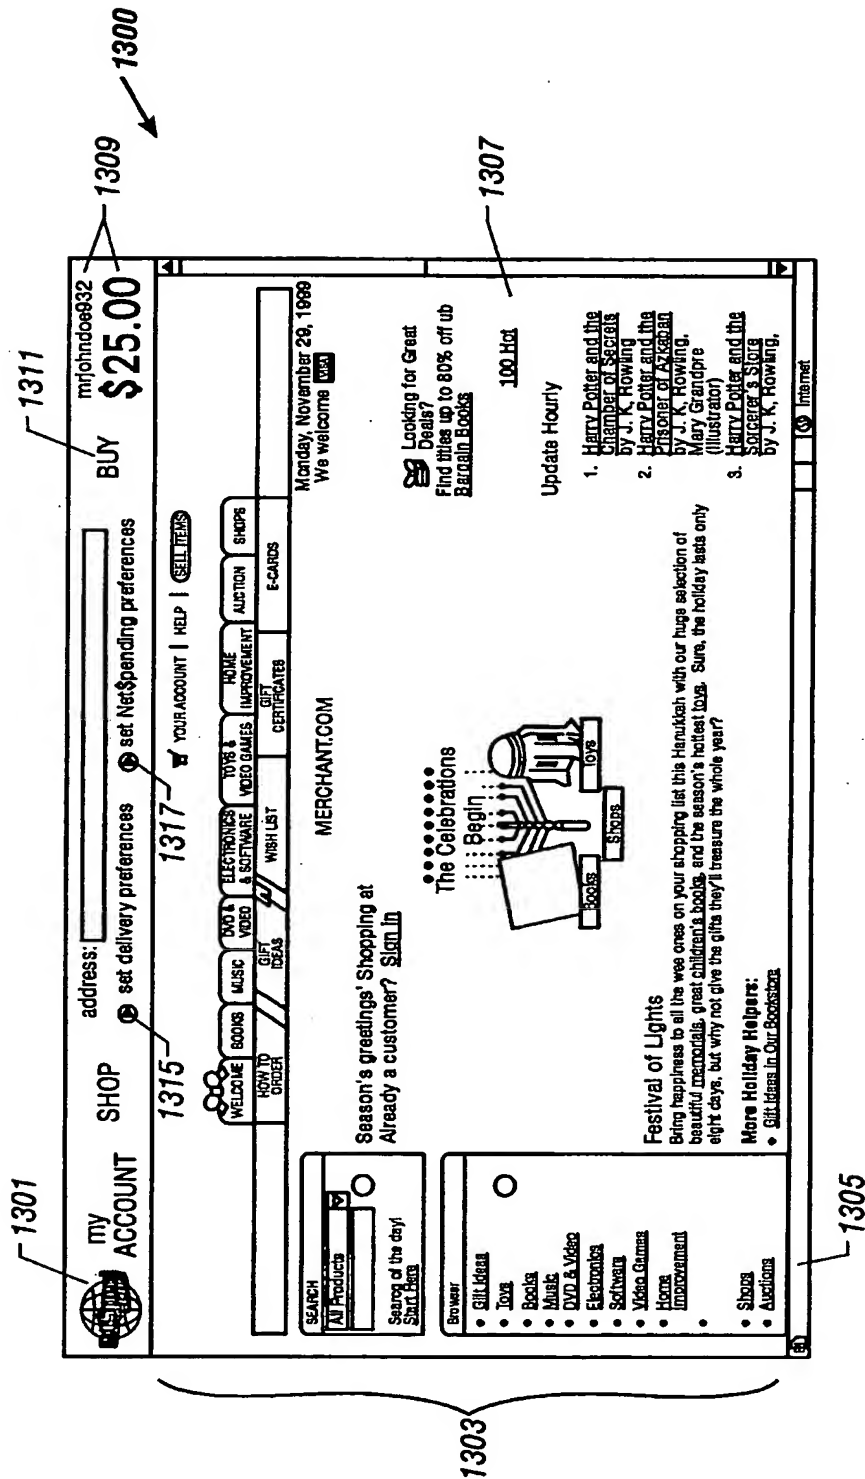 1300
1301
my
ACCOUNT
SHOP
address:
1311
BUY
mrjohndoe932
$25.00
1309
1315
set delivery preferences
1317
set Net$pending preferences
YOUR ACCOUNT | HELP | SELL ITEMS
WELCOME BOOKS MUSIC DVD & VIDEO ELECTRONICS & SOFTWARE TOYS & VIDEO GAMES HOME IMPROVEMENT AUCTION SHOPS
HOW TO ORDER GIFT IDEAS WISH LIST GIFT CERTIFICATES E-CARDS
1303
SEARCH
All Products
Searcg of the day!
Start Here
Browser
• Gift Ideas
• Toys
• Books
• Music
• DVD & Video
• Electronics
• Software
• Video Games
• Home
Improvement
•
• Shops
• Auctions
1305
MERCHANT.COM
Season's greetings' Shopping at
Already a customer? Sign In
The Celebrations
Begin
Books
Shops
Toys
Festival of Lights
Bring happiness to all the wee ones on your shopping list this Hanukkah with our huge selection of
beautiful memorials, great children's books, and the season's hottest toys. Sure, the holiday lasts only
eight days, but why not give the gifts they'll treasure the whole year?
More Holiday Helpers:
• Gift Ideas in Our Bookstore
Monday, November 29, 1999
We welcome VISA
Looking for Great
Deals?
Find titles up to 80% off ub
Bargain Books
100 Hot
1307
Update Hourly
1. Harry Potter and the
Chamber of Secrets
by J. K. Rowling
2. Harry Potter and the
Prisoner of Azkaban
by J. K. Rowling,
Mary Grandpre
(Illustrator)
3. Harry Potter and the
Sorcerer's Store
by J. K. Rowling,
Internet